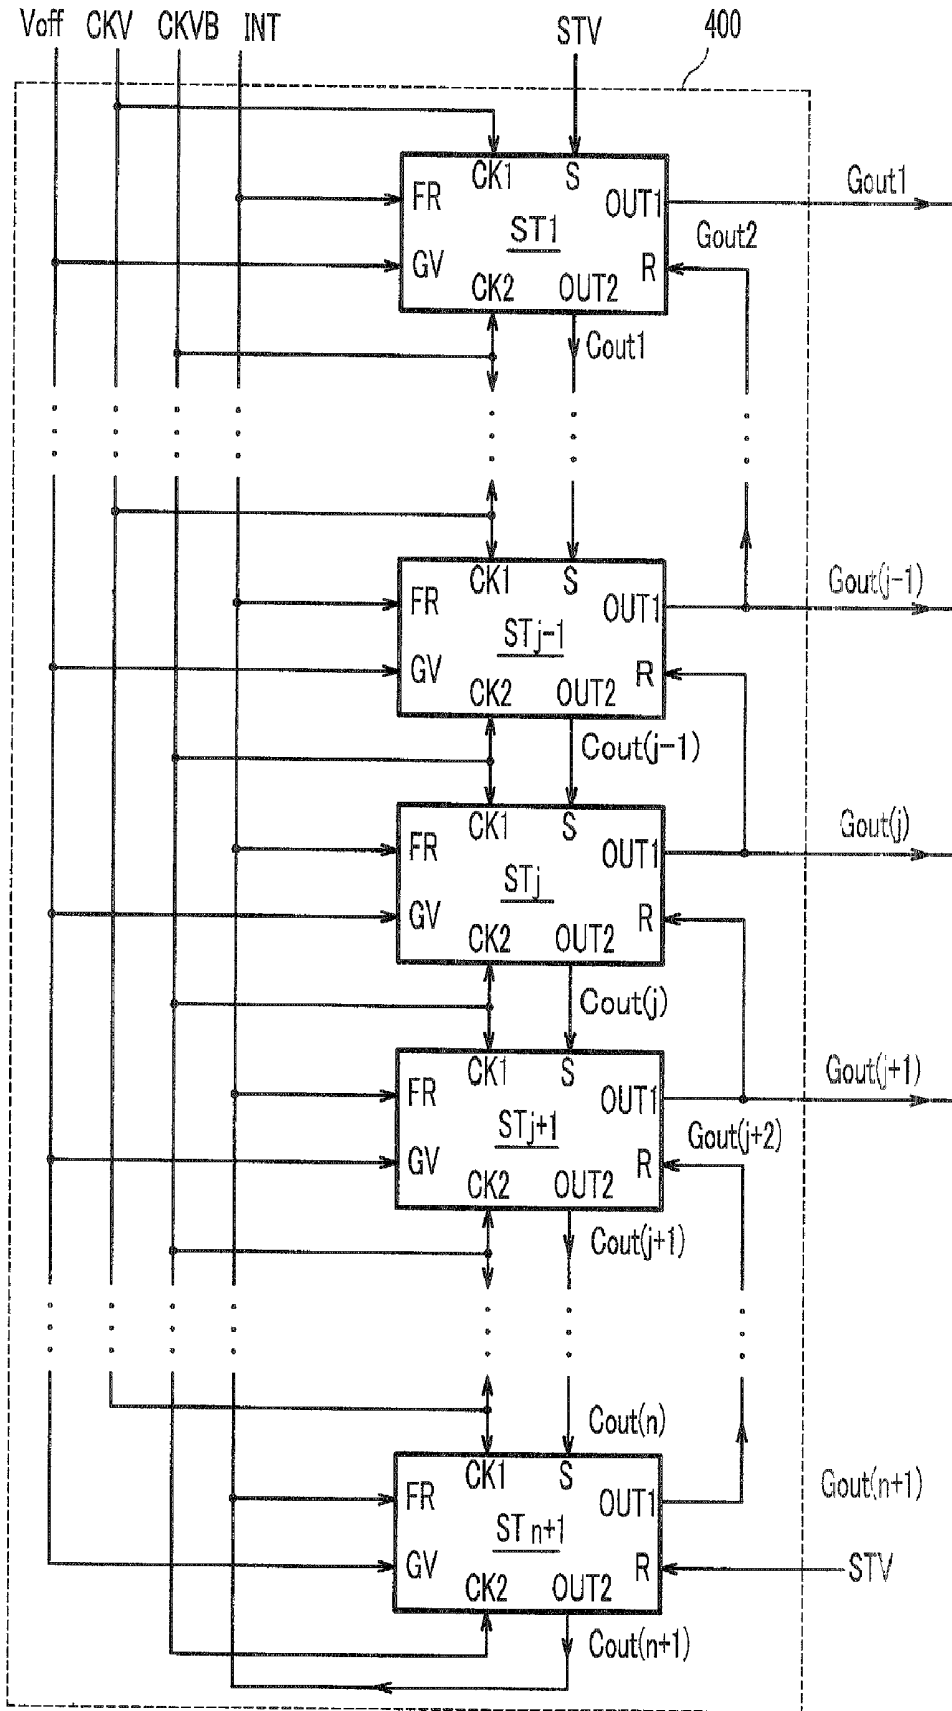 Voff CKV CKVB INT STV 400
CK1 S
FR OUT1 Gout1
ST1 Gout2
GV R
CK2 OUT2
Cout1
CK1 S
FR OUT1 Gout(j-1)
STj-1
GV R
CK2 OUT2
Cout(j-1)
CK1 S
FR OUT1 Gout(j)
STj
GV R
CK2 OUT2
Cout(j)
CK1 S
FR OUT1 Gout(j+1)
STj+1 Gout(j+2)
GV R
CK2 OUT2
Cout(j+1)
Cout(n)
CK1 S
FR OUT1 Gout(n+1)
STn+1
GV R STV
CK2 OUT2
Cout(n+1)